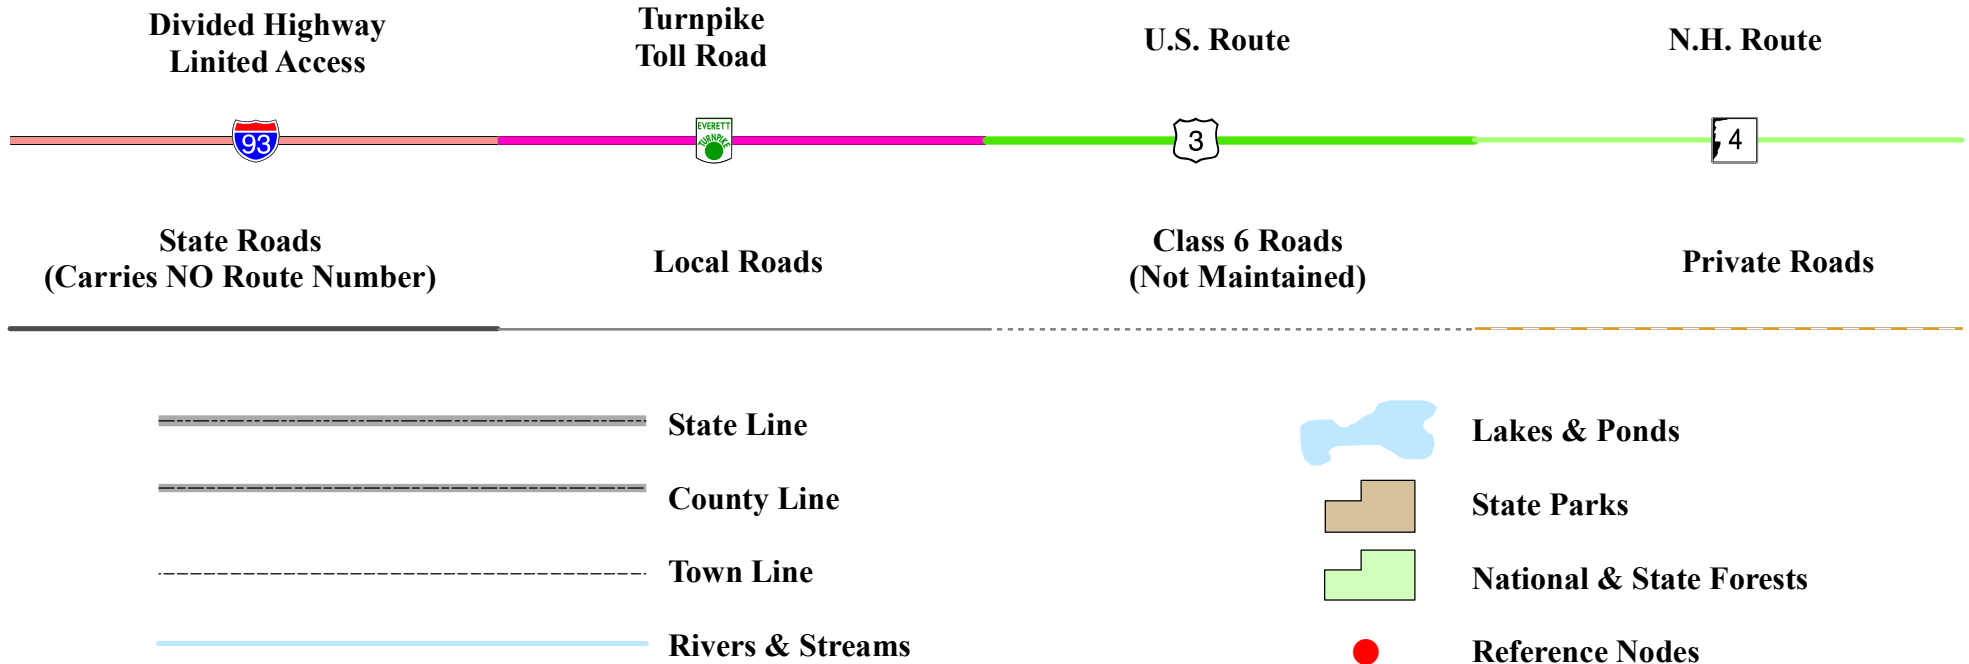 Divided Highway
Linited Access
Turnpike
Toll Road
U.S. Route
N.H. Route
93
EVERETT
TURNPIKE
3
4
State Roads
(Carries NO Route Number)
Local Roads
Class 6 Roads
(Not Maintained)
Private Roads
State Line
County Line
Town Line
Rivers & Streams
Lakes & Ponds
State Parks
National & State Forests
Reference Nodes